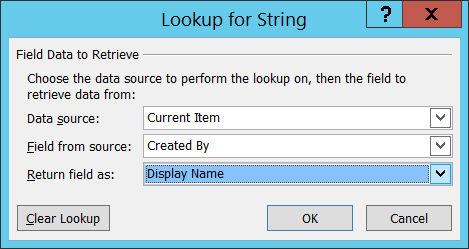 Lookup for String
? X
Field Data to Retrieve
Choose the data source to perform the lookup on, then the field to
retrieve data from:
Data source: Current Item
Field from source: Created By
Return field as: Display Name
Clear Lookup OK Cancel